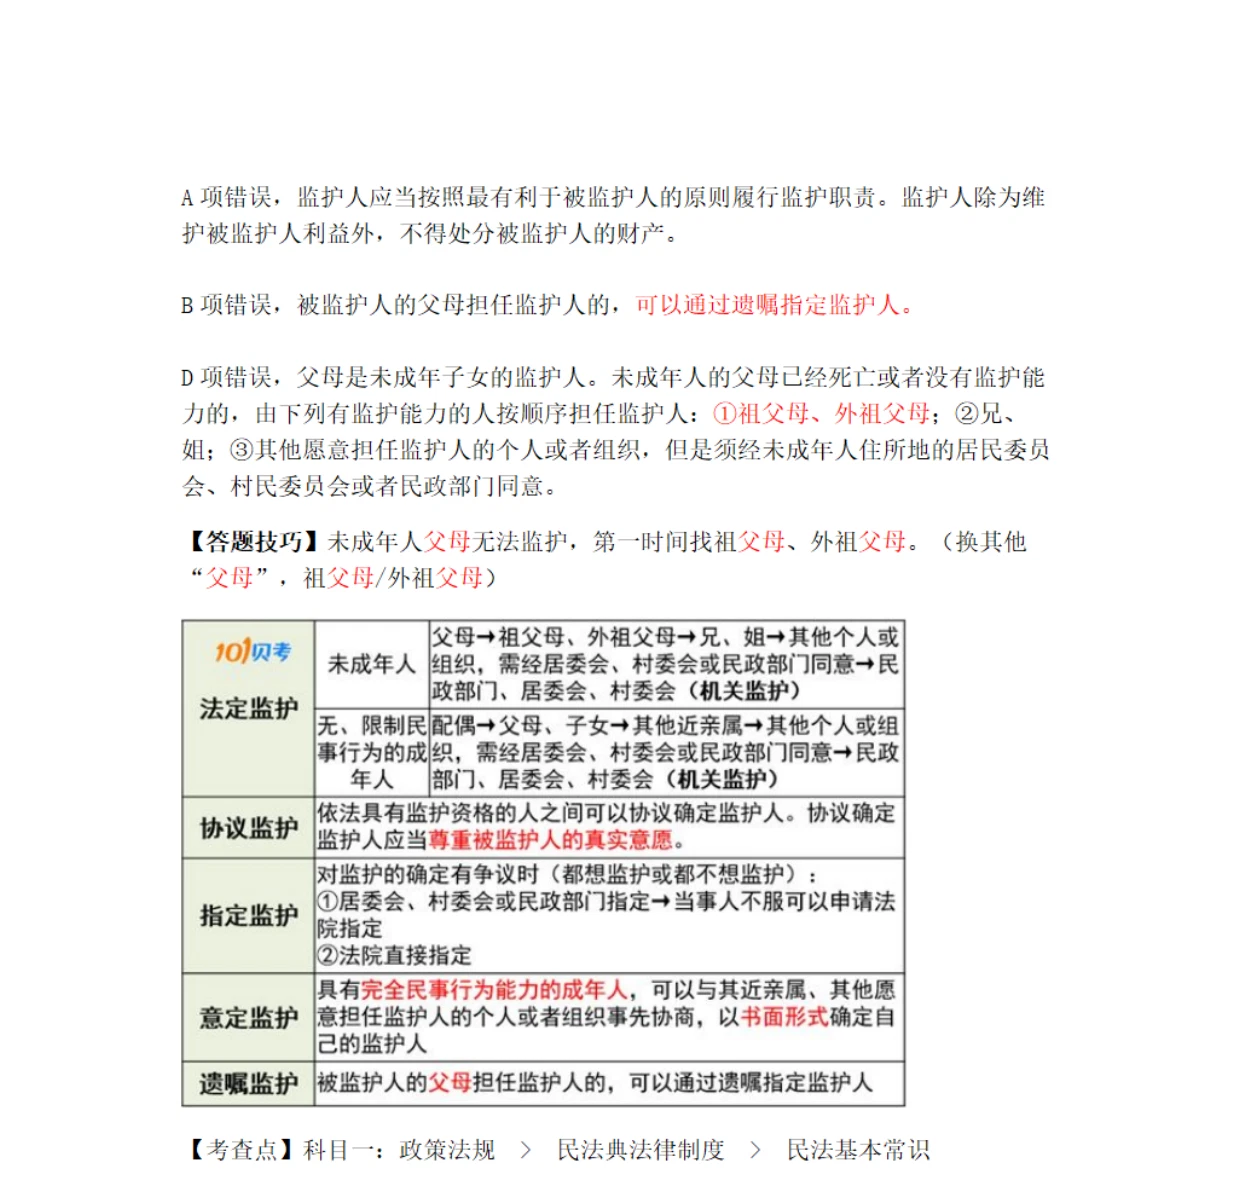 A 项错误，监护人应当按照最有利于被监护人的原则履行监护职责。监护人除为维
护被监护人利益外，不得处分被监护人的财产。
B 项错误，被监护人的父母担任监护人的，可以通过遗嘱指定监护人。
D 项错误，父母是未成年子女的监护人。未成年人的父母已经死亡或者没有监护能
力的，由下列有监护能力的人按顺序担任监护人：①祖父母、外祖父母；②兄、
姐；③其他愿意担任监护人的个人或者组织，但是须经未成年人住所地的居民委员
会、村民委员会或者民政部门同意。
【答题技巧】未成年人父母无法监护，第一时间找祖父母、外祖父母。（换其他
“父母”，祖父母/外祖父母）
101贝考
法定监护
未成年人
父母→祖父母、外祖父母→兄、姐→其他个人或
组织，需经居委会、村委会或民政部门同意→民
政部门、居委会、村委会（机关监护）
无、限制民
事行为的成
年人
配偶→父母、子女→其他近亲属→其他个人或组
织，需经居委会、村委会或民政部门同意→民政
部门、居委会、村委会（机关监护）
协议监护
依法具有监护资格的人之间可以协议确定监护人。协议确定
监护人应当尊重被监护人的真实意愿。
指定监护
对监护的确定有争议时（都想监护或都不想监护）：
①居委会、村委会或民政部门指定→当事人不服可以申请法
院指定
②法院直接指定
意定监护
具有完全民事行为能力的成年人，可以与其近亲属、其他愿
意担任监护人的个人或者组织事先协商，以书面形式确定自
己的监护人
遗嘱监护
被监护人的父母担任监护人的，可以通过遗嘱指定监护人
【考查点】科目一：政策法规 > 民法典法律制度 > 民法基本常识